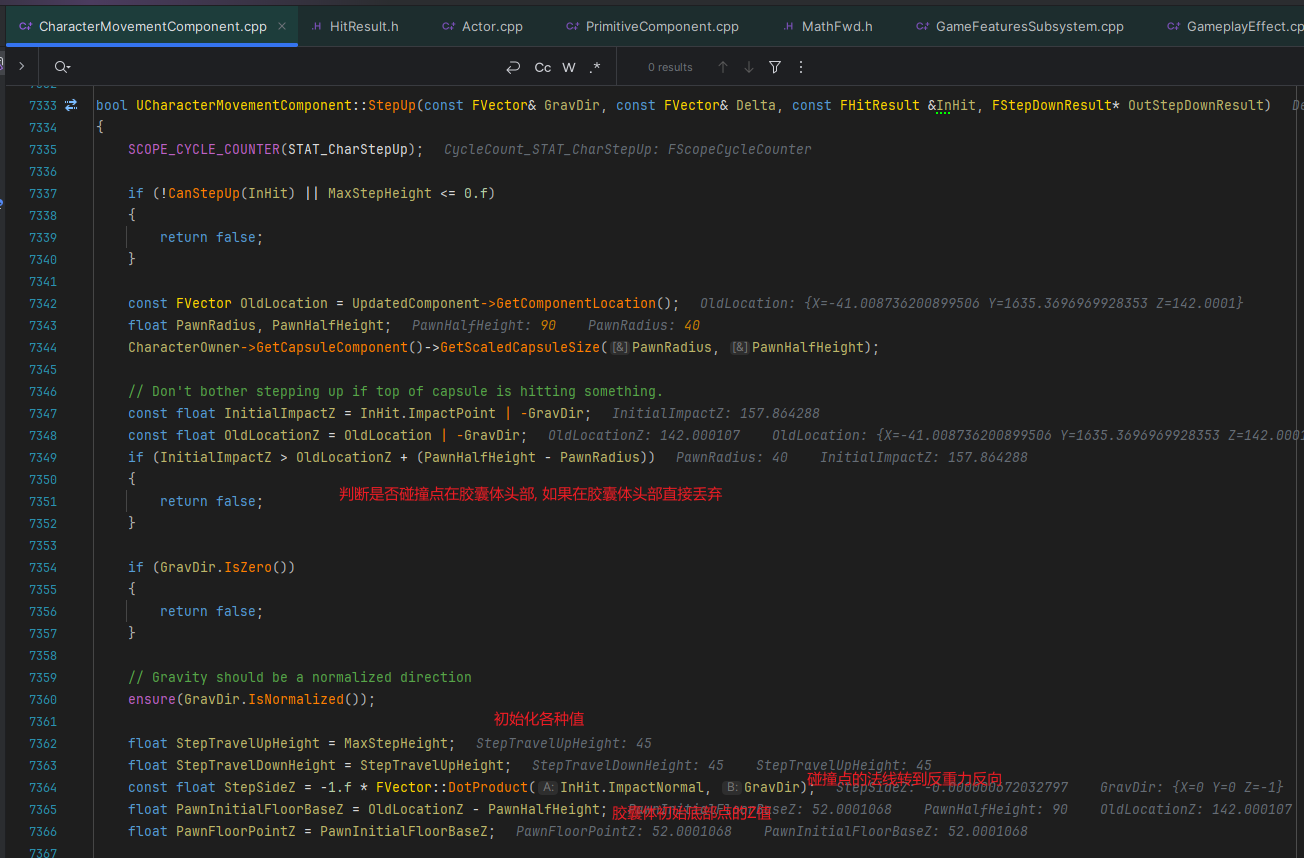 CharacterMovementComponent.cpp HitResult.h Actor.cpp PrimitiveComponent.cpp MathFwd.h GameFeaturesSubsystem.cpp GameplayEffect.cp
Cc W .* 0 results
7333 bool UCharacterMovementComponent::StepUp(const FVector& GravDir, const FVector& Delta, const FHitResult &InHit, FStepDownResult* OutStepDownResult)
7334 {
7335 SCOPE_CYCLE_COUNTER(STAT_CharStepUp); CycleCount_STAT_CharStepUp: FScopeCycleCounter
7336
7337 if (!CanStepUp(InHit) || MaxStepHeight <= 0.f)
7338 {
7339 return false;
7340 }
7341
7342 const FVector OldLocation = UpdatedComponent->GetComponentLocation(); OldLocation: {X=-41.008736200899506 Y=1635.3696969928353 Z=142.0001}
7343 float PawnRadius, PawnHalfHeight; PawnHalfHeight: 90 PawnRadius: 40
7344 CharacterOwner->GetCapsuleComponent()->GetScaledCapsuleSize([&]PawnRadius, [&]PawnHalfHeight);
7345
7346 // Don't bother stepping up if top of capsule is hitting something.
7347 const float InitialImpactZ = InHit.ImpactPoint | -GravDir; InitialImpactZ: 157.864288
7348 const float OldLocationZ = OldLocation | -GravDir; OldLocationZ: 142.000107 OldLocation: {X=-41.008736200899506 Y=1635.3696969928353 Z=142.0001
7349 if (InitialImpactZ > OldLocationZ + (PawnHalfHeight - PawnRadius)) PawnRadius: 40 InitialImpactZ: 157.864288
7350 {
7351 return false; 判断是否碰撞点在胶囊体头部, 如果在胶囊体头部直接丢弃
7352 }
7353
7354 if (GravDir.IsZero())
7355 {
7356 return false;
7357 }
7358
7359 // Gravity should be a normalized direction
7360 ensure(GravDir.IsNormalized());
7361 初始化各种值
7362 float StepTravelUpHeight = MaxStepHeight; StepTravelUpHeight: 45
7363 float StepTravelDownHeight = StepTravelUpHeight; StepTravelDownHeight: 45 StepTravelUpHeight: 45
碰撞点的法线转到反重力反向
7364 const float StepSideZ = -1.f * FVector::DotProduct(A: InHit.ImpactNormal, B: GravDir); StepSideZ: -0.000000672032797 GravDir: {X=0 Y=0 Z=-1}
7365 float PawnInitialFloorBaseZ = OldLocationZ - PawnHalfHeight; PawnInitialFloorBaseZ: 52.0001068 PawnHalfHeight: 90 OldLocationZ: 142.000107
胶囊体初始底部点的Z值
7366 float PawnFloorPointZ = PawnInitialFloorBaseZ; PawnFloorPointZ: 52.0001068 PawnInitialFloorBaseZ: 52.0001068
7367